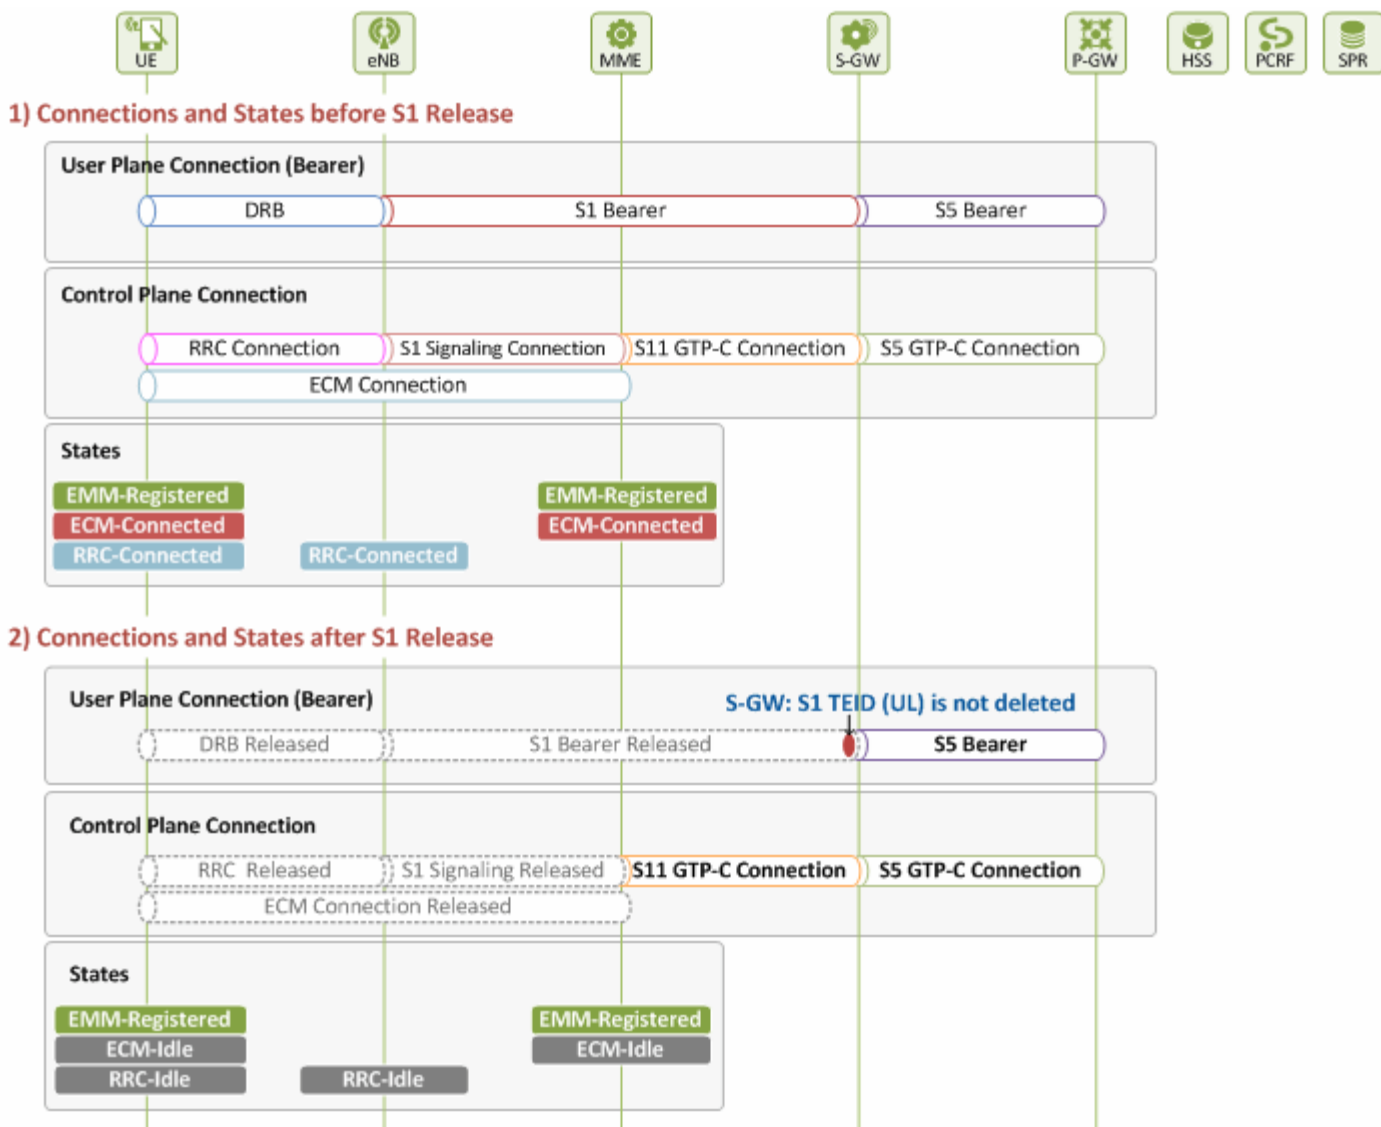 UE eNB MME S-GW P-GW HSS PCRF SPR
1) Connections and States before S1 Release
User Plane Connection (Bearer)
DRB S1 Bearer S5 Bearer
Control Plane Connection
RRC Connection S1 Signaling Connection S11 GTP-C Connection S5 GTP-C Connection
ECM Connection
States
EMM-Registered EMM-Registered
ECM-Connected ECM-Connected
RRC-Connected RRC-Connected
2) Connections and States after S1 Release
User Plane Connection (Bearer)
S-GW: S1 TEID (UL) is not deleted
DRB Released S1 Bearer Released S5 Bearer
Control Plane Connection
RRC Released S1 Signaling Released S11 GTP-C Connection S5 GTP-C Connection
ECM Connection Released
States
EMM-Registered EMM-Registered
ECM-Idle ECM-Idle
RRC-Idle RRC-Idle